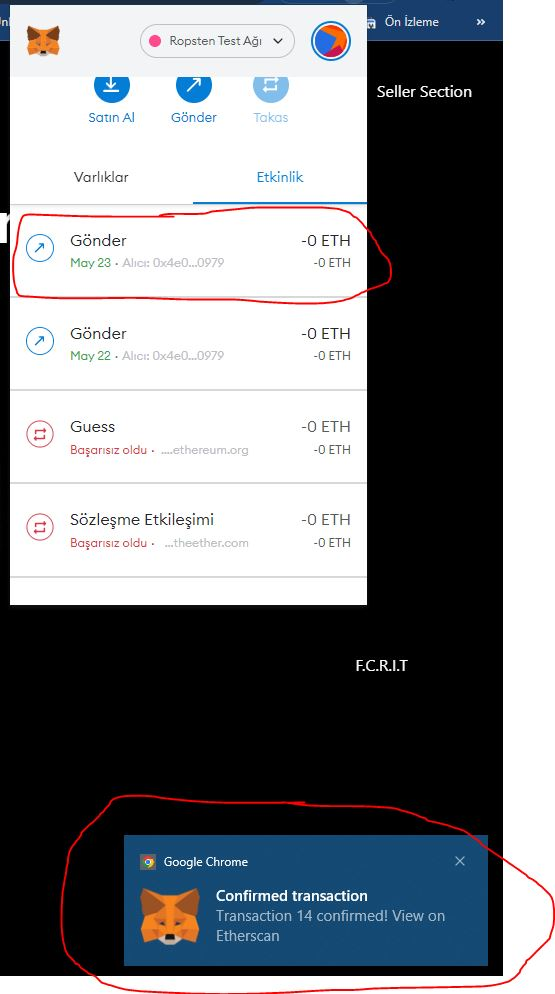 Ön İzleme
»
Ropsten Test Ağı
Seller Section
Satın Al
Gönder
Takas
Varlıklar
Etkinlik
Gönder
-0 ETH
May 23 · Alıcı: 0x4e0...0979
-0 ETH
Gönder
-0 ETH
May 22 · Alıcı: 0x4e0...0979
-0 ETH
Guess
-0 ETH
Başarısız oldu · ....ethereum.org
-0 ETH
Sözleşme Etkileşimi
-0 ETH
Başarısız oldu · ...theether.com
-0 ETH
F.C.R.I.T
Google Chrome
Confirmed transaction
Transaction 14 confirmed! View on
Etherscan